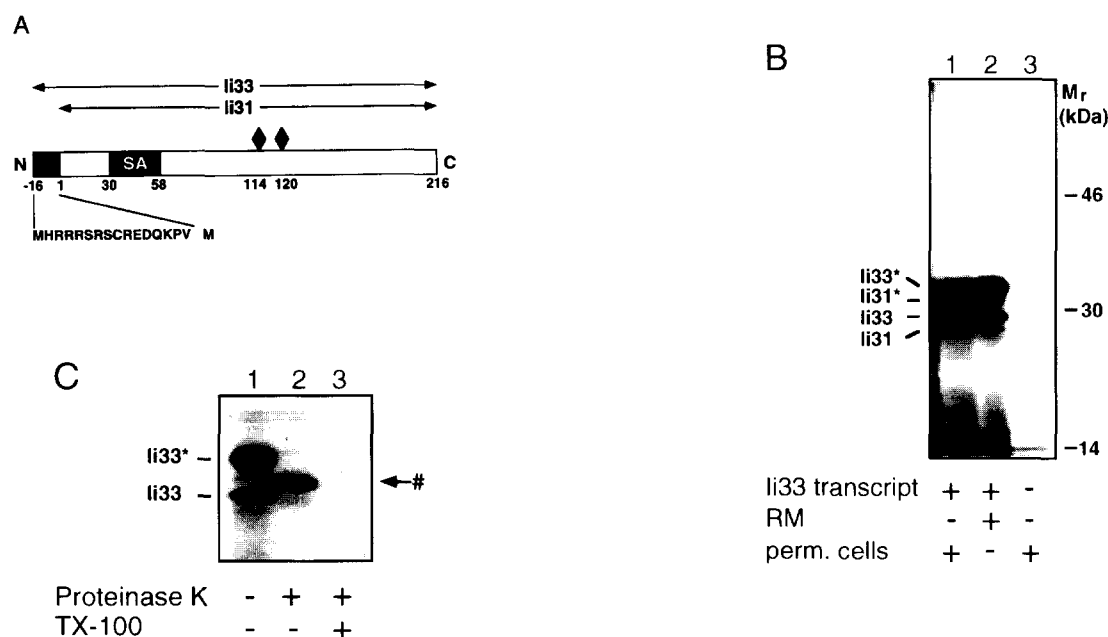 A
Ii33
Ii31
N SA C
-16 1 30 58 114 120 216
MHRRRSRSCREDQKPV M
B
1 2 3
Mr
(kDa)
Ii33*
Ii31*
Ii33
Ii31
–46
–30
–14
Ii33 transcript + + -
RM - + -
perm. cells + - +
C
1 2 3
Ii33* –
Ii33 –
#
Proteinase K - + +
TX-100 - - +